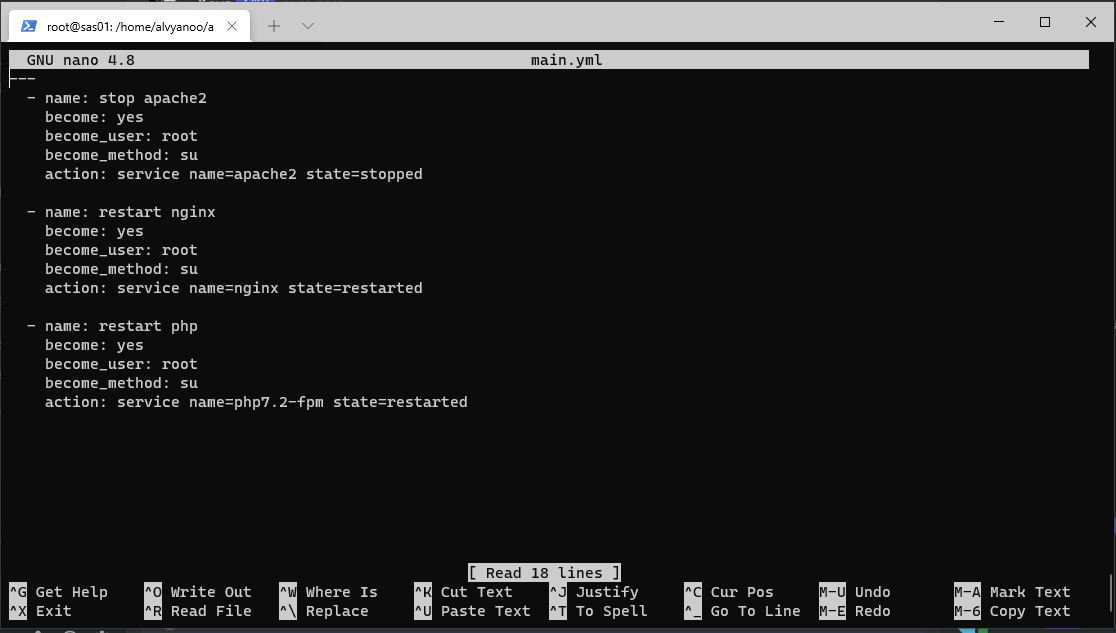 root@sas01: /home/alvyanoo/a
GNU nano 4.8 main.yml
---
  - name: stop apache2
    become: yes
    become_user: root
    become_method: su
    action: service name=apache2 state=stopped

  - name: restart nginx
    become: yes
    become_user: root
    become_method: su
    action: service name=nginx state=restarted

  - name: restart php
    become: yes
    become_user: root
    become_method: su
    action: service name=php7.2-fpm state=restarted

[ Read 18 lines ]
^G Get Help ^O Write Out ^W Where Is ^K Cut Text ^J Justify ^C Cur Pos M-U Undo M-A Mark Text
^X Exit ^R Read File ^\ Replace ^U Paste Text ^T To Spell ^_ Go To Line M-E Redo M-6 Copy Text